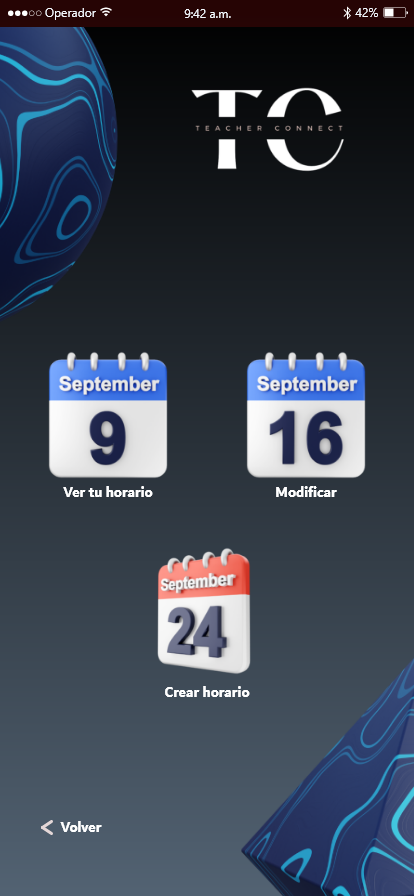 Operador 9:42 a.m. 42%
TC
TEACHER CONNECT
September September
9 16
Ver tu horario Modificar
September
24
Crear horario
< Volver